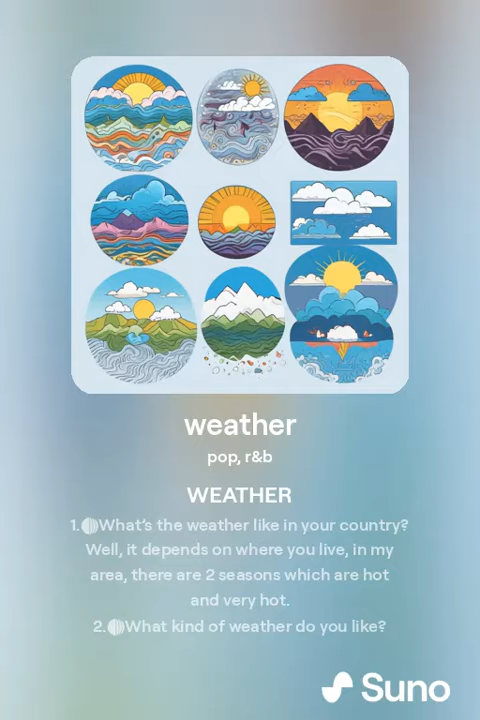 weather
pop, r&b
WEATHER
1. What's the weather like in your country?
Well, it depends on where you live, in my
area, there are 2 seasons which are hot
and very hot.
2. What kind of weather do you like?
Suno